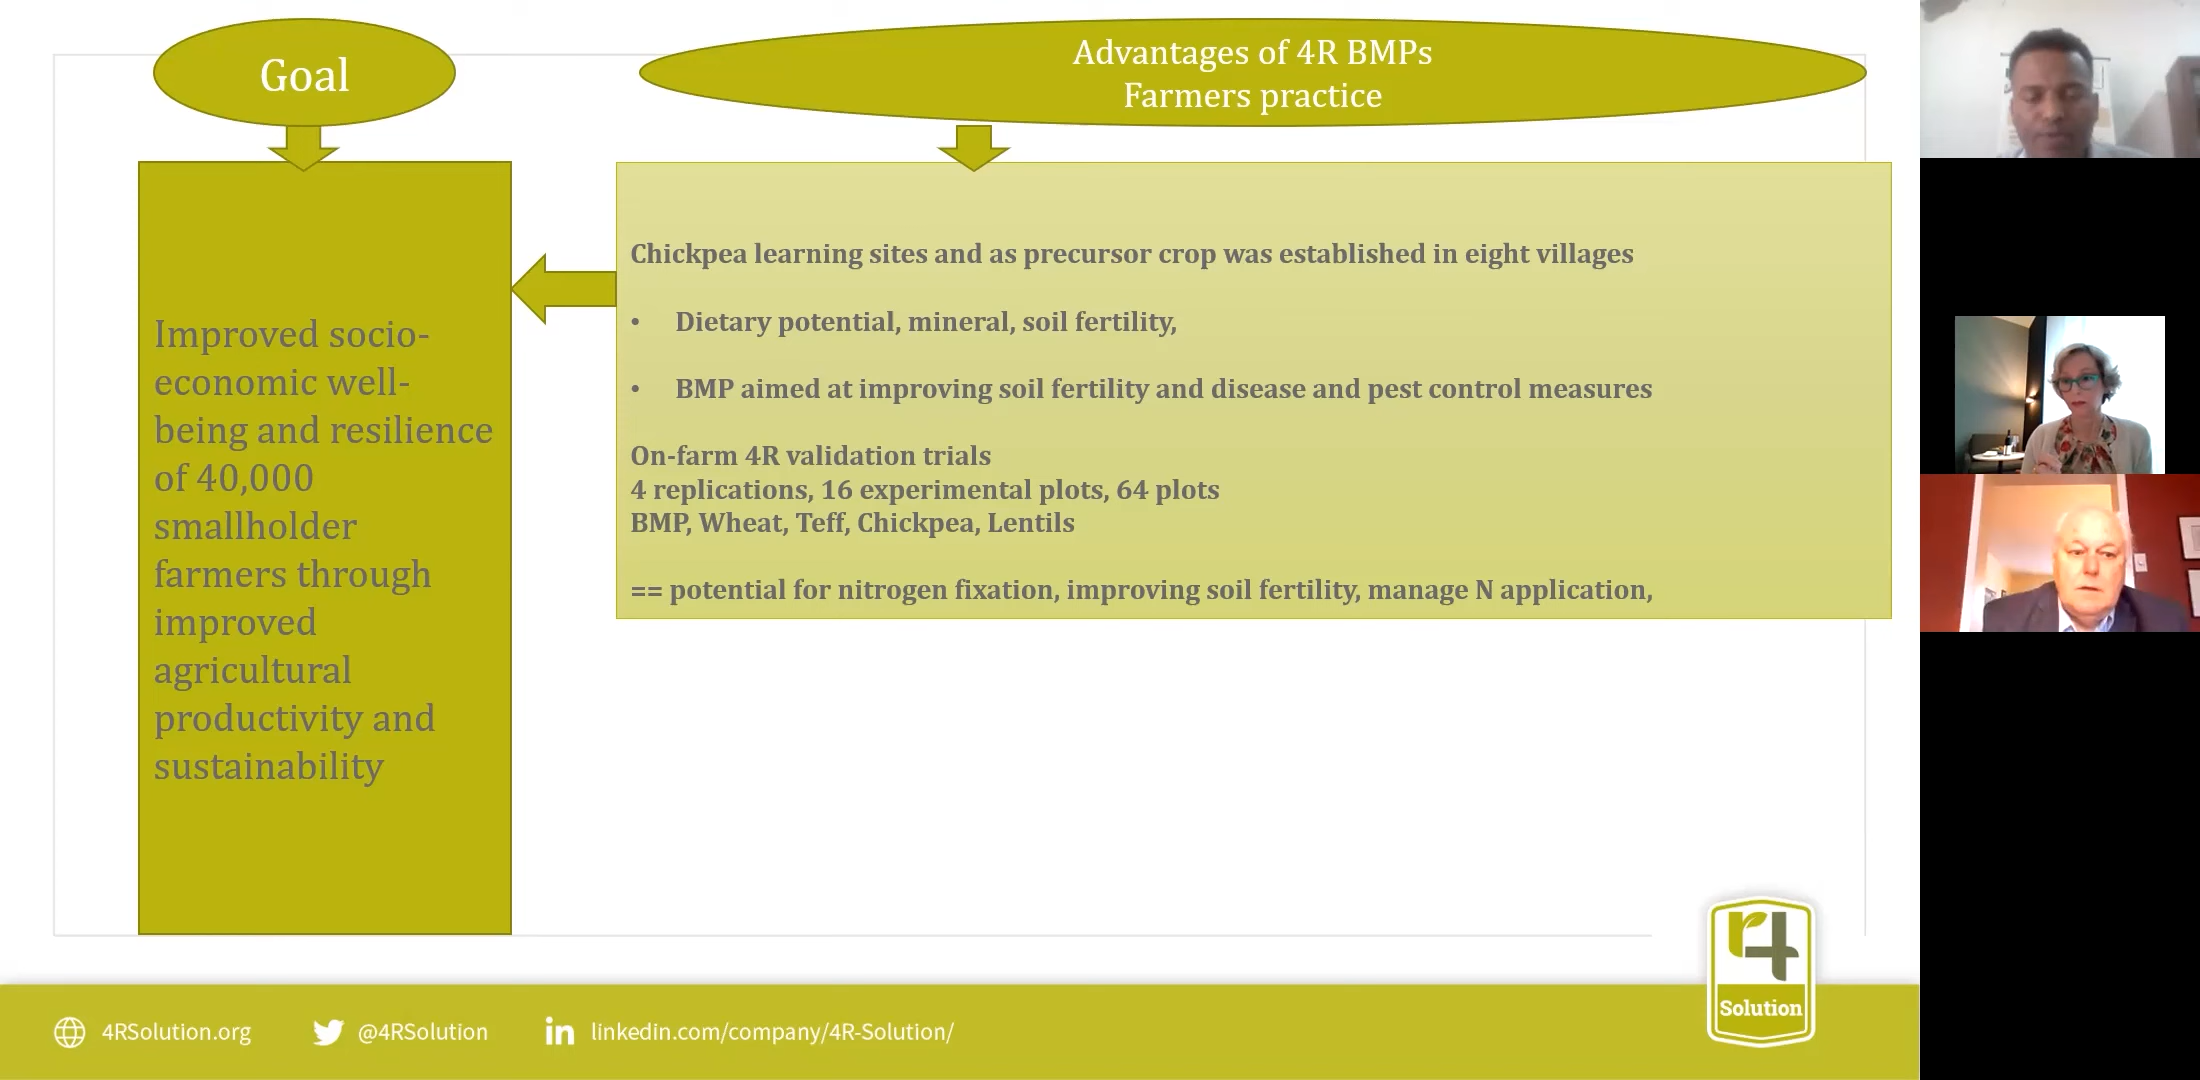 Goal
Advantages of 4R BMPs
Farmers practice
Improved socio-
economic well-
being and resilience
of 40,000
smallholder
farmers through
improved
agricultural
productivity and
sustainability
Chickpea learning sites and as precursor crop was established in eight villages
• Dietary potential, mineral, soil fertility,
• BMP aimed at improving soil fertility and disease and pest control measures
On-farm 4R validation trials
4 replications, 16 experimental plots, 64 plots
BMP, Wheat, Teff, Chickpea, Lentils
== potential for nitrogen fixation, improving soil fertility, manage N application,
r4
Solution
4RSolution.org
@4RSolution
in
linkedin.com/company/4R-Solution/